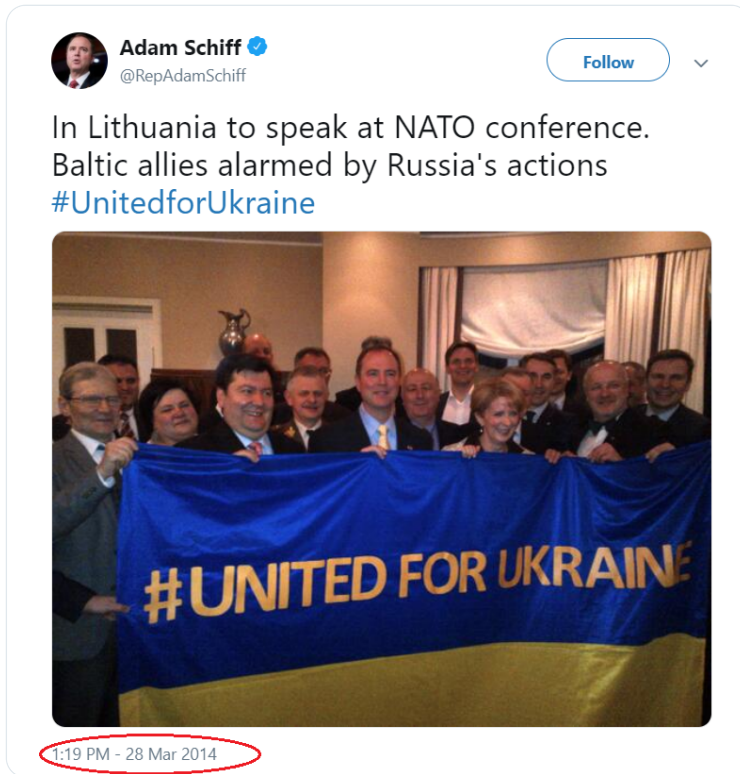 Adam Schiff
@RepAdamSchiff
Follow
In Lithuania to speak at NATO conference.
Baltic allies alarmed by Russia's actions
#UnitedforUkraine
#UNITED FOR UKRAINE
1:19 PM - 28 Mar 2014